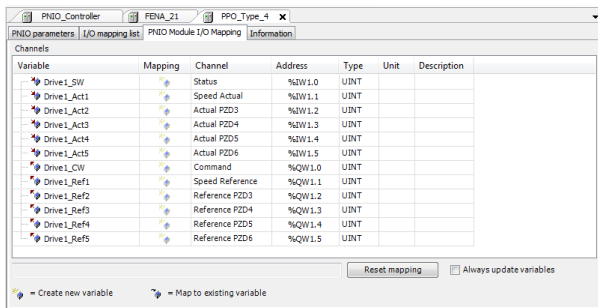 PNIO_Controller FENA_21 PPO_Type_4 x
PNIO parameters I/O mapping list PNIO Module I/O Mapping Information
Channels
Variable Mapping Channel Address Type Unit Description
Drive1_SW Status %IW1.0 UINT
Drive1_Act1 Speed Actual %IW1.1 UINT
Drive1_Act2 Actual PZD3 %IW1.2 UINT
Drive1_Act3 Actual PZD4 %IW1.3 UINT
Drive1_Act4 Actual PZD5 %IW1.4 UINT
Drive1_Act5 Actual PZD6 %IW1.5 UINT
Drive1_CW Command %QW1.0 UINT
Drive1_Ref1 Speed Reference %QW1.1 UINT
Drive1_Ref2 Reference PZD3 %QW1.2 UINT
Drive1_Ref3 Reference PZD4 %QW1.3 UINT
Drive1_Ref4 Reference PZD5 %QW1.4 UINT
Drive1_Ref5 Reference PZD6 %QW1.5 UINT
Reset mapping Always update variables
= Create new variable = Map to existing variable